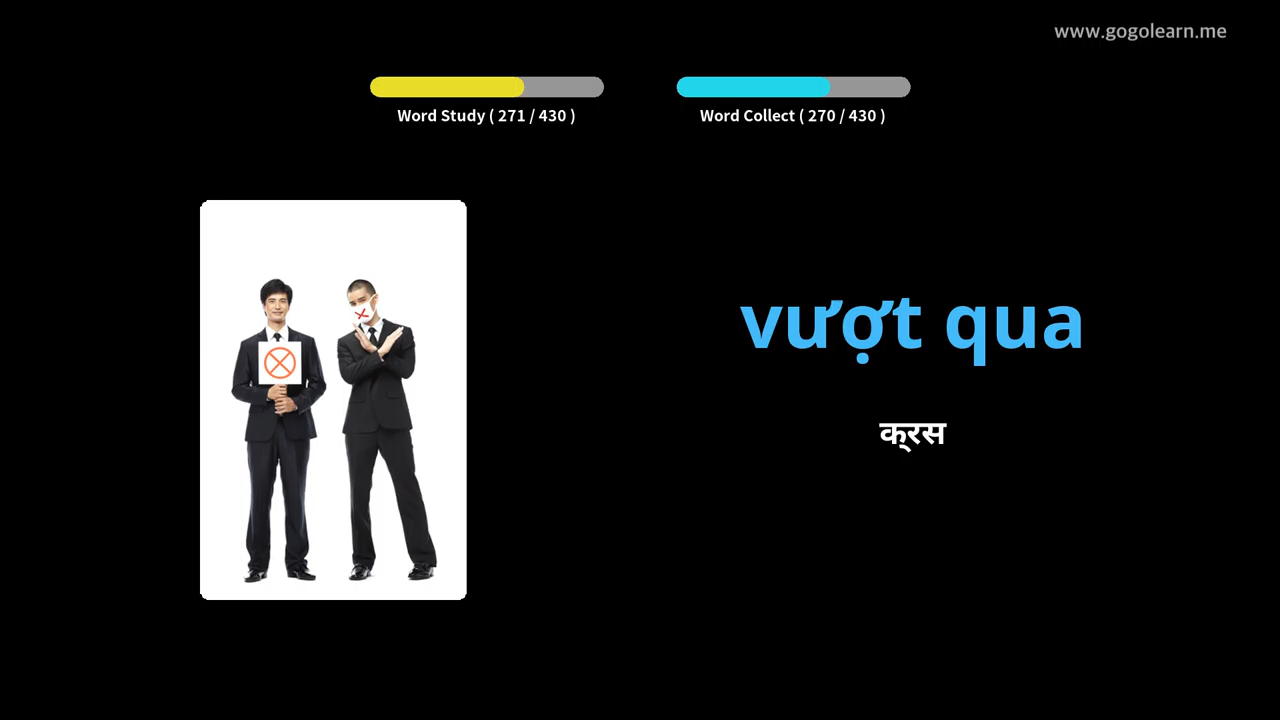 www.gogolearn.me
Word Study ( 271 / 430 )
Word Collect ( 270 / 430 )
vượt qua
क्रस